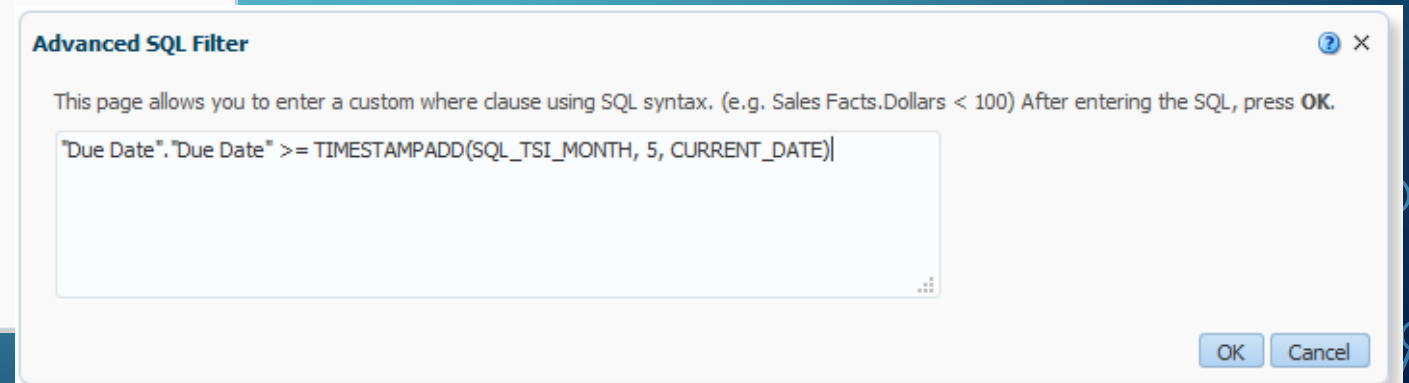 Advanced SQL Filter
This page allows you to enter a custom where clause using SQL syntax. (e.g. Sales Facts.Dollars < 100) After entering the SQL, press OK.
"Due Date"."Due Date" >= TIMESTAMPADD(SQL_TSI_MONTH, 5, CURRENT_DATE)
OK Cancel